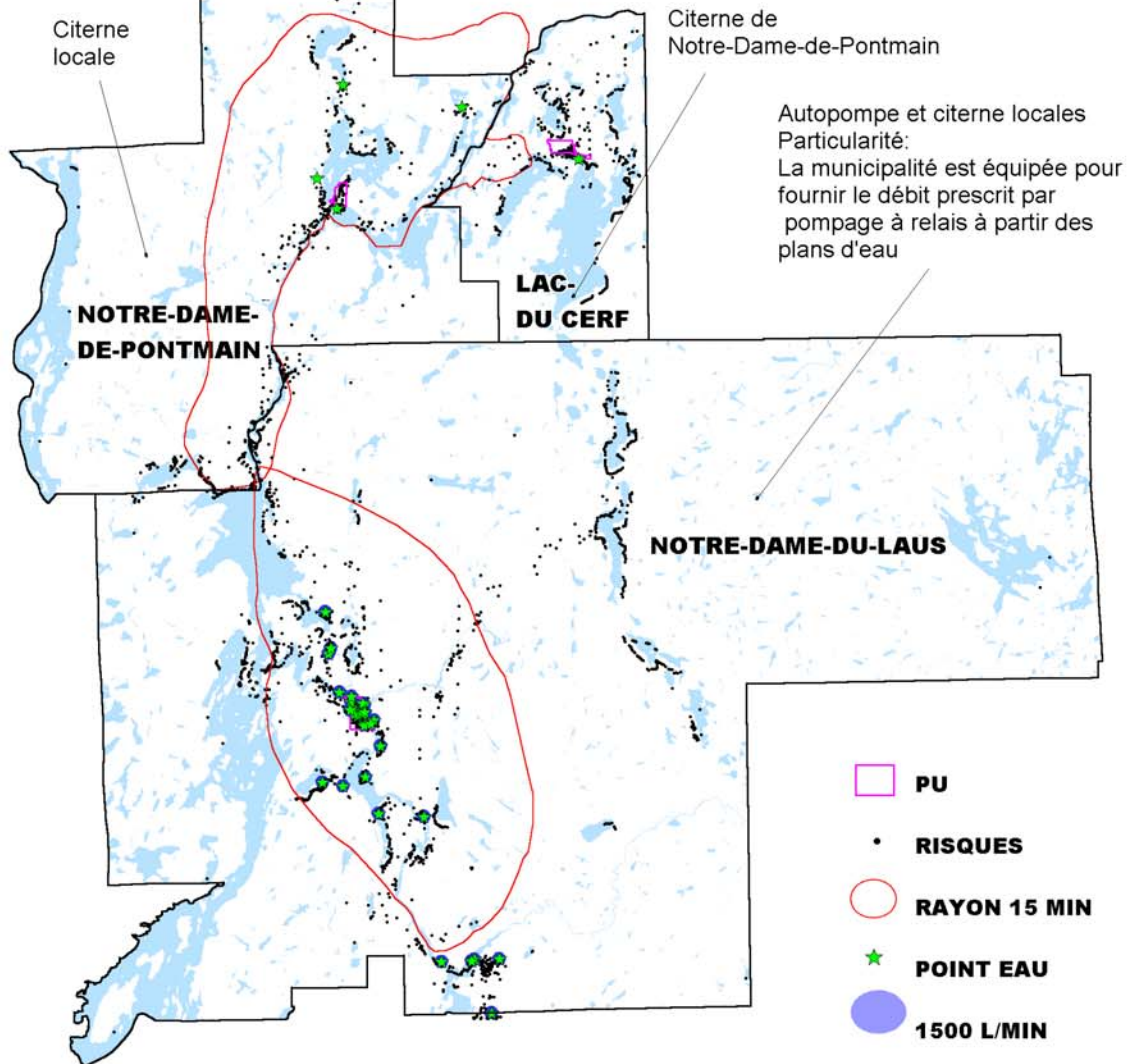 Citerne
locale
Citerne de
Notre-Dame-de-Pontmain
Autopompe et citerne locales
Particularité:
La municipalité est équipée pour
fournir le débit prescrit par
pompage à relais à partir des
plans d'eau
NOTRE-DAME-
DE-PONTMAIN
LAC-
DU CERF
NOTRE-DAME-DU-LAUS
PU
RISQUES
RAYON 15 MIN
POINT EAU
1500 L/MIN